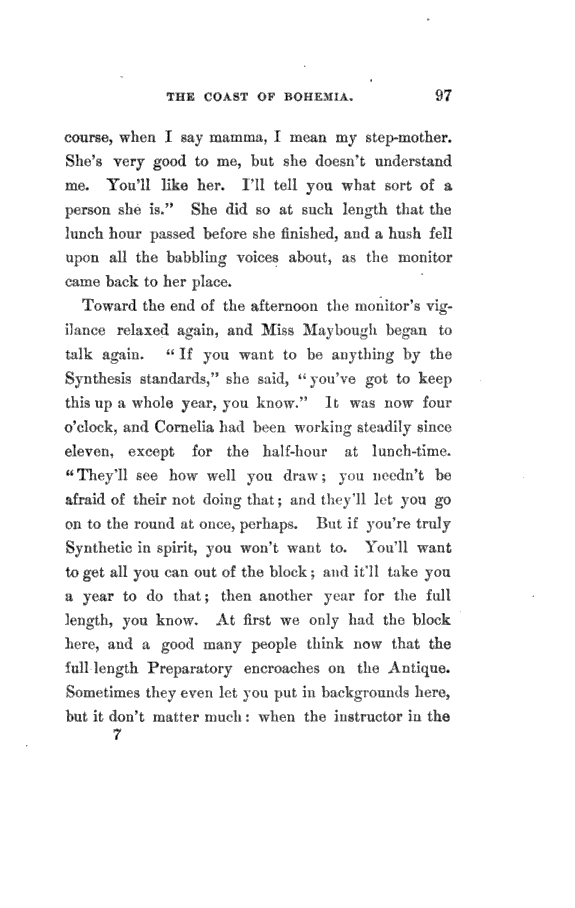 THE COAST OF BOHEMIA. 97
course, when I say mamma, I mean my step-mother.
She's very good to me, but she doesn't understand
me. You'll like her. I'll tell you what sort of a
person she is." She did so at such length that the
lunch hour passed before she finished, and a hush fell
upon all the babbling voices about, as the monitor
came back to her place.
Toward the end of the afternoon the monitor's vig-
ilance relaxed again, and Miss Maybough began to
talk again. "If you want to be anything by the
Synthesis standards," she said, "you've got to keep
this up a whole year, you know." It was now four
o'clock, and Cornelia had been working steadily since
eleven, except for the half-hour at lunch-time.
"They'll see how well you draw; you needn't be
afraid of their not doing that; and they'll let you go
on to the round at once, perhaps. But if you're truly
Synthetic in spirit, you won't want to. You'll want
to get all you can out of the block; and it'll take you
a year to do that; then another year for the full
length, you know. At first we only had the block
here, and a good many people think now that the
full length Preparatory encroaches on the Antique.
Sometimes they even let you put in backgrounds here,
but it don't matter much: when the instructor in the
7